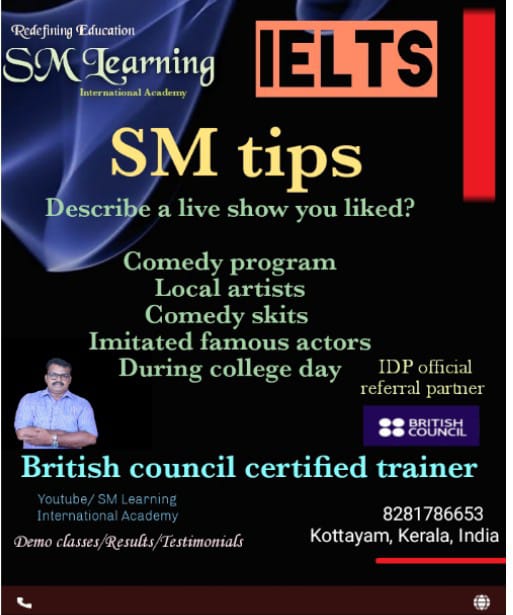 Redefining Education
SM Learning
International Academy
IELTS
SM tips
Describe a live show you liked?
Comedy program
Local artists
Comedy skits
Imitated famous actors
During college day
IDP official
referral partner
BRITISH
COUNCIL
British council certified trainer
Youtube/ SM Learning
International Academy
Demo classes/Results/Testimonials
8281786653
Kottayam, Kerala, India